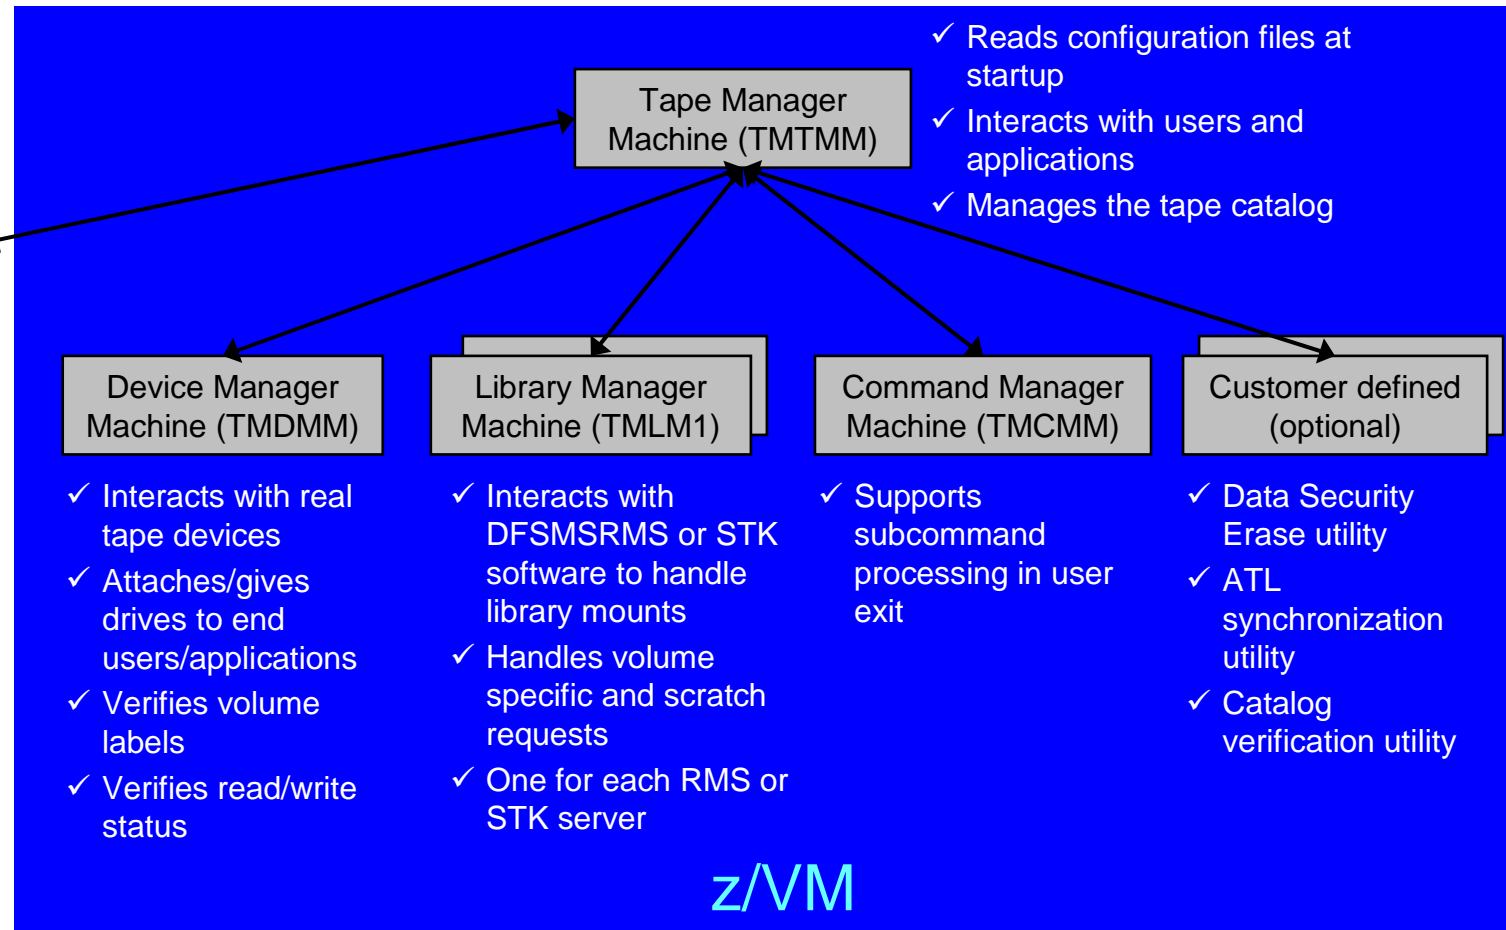 Tape Manager
Machine (TMTMM)
✓ Reads configuration files at
startup
✓ Interacts with users and
applications
✓ Manages the tape catalog
Device Manager
Machine (TMDMM)
✓ Interacts with real
tape devices
✓ Attaches/gives
drives to end
users/applications
✓ Verifies volume
labels
✓ Verifies read/write
status
Library Manager
Machine (TMLM1)
✓ Interacts with
DFSMSRMS or STK
software to handle
library mounts
✓ Handles volume
specific and scratch
requests
✓ One for each RMS or
STK server
Command Manager
Machine (TMCMM)
✓ Supports
subcommand
processing in user
exit
Customer defined
(optional)
✓ Data Security
Erase utility
✓ ATL
synchronization
utility
✓ Catalog
verification utility
z/VM